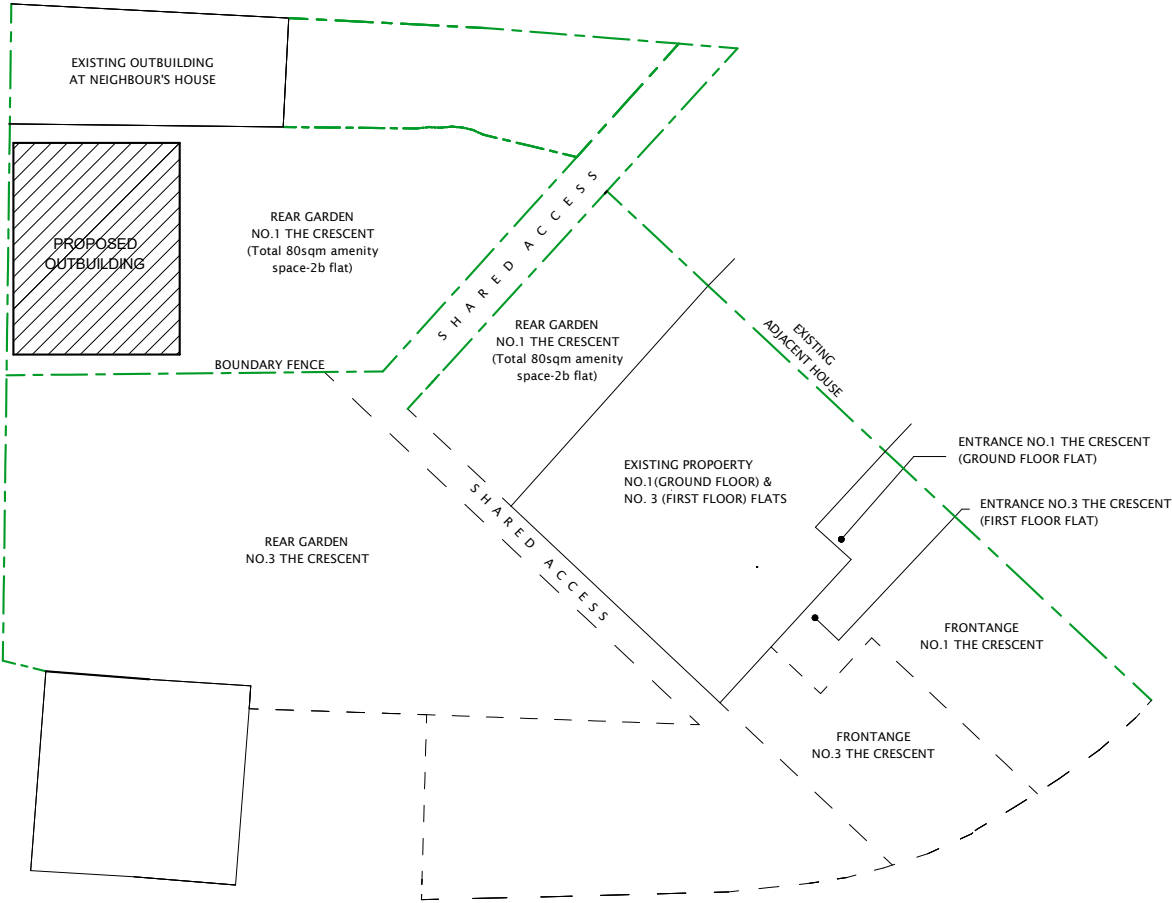 EXISTING OUTBUILDING
AT NEIGHBOUR'S HOUSE
PROPOSED
OUTBUILDING
REAR GARDEN
NO.1 THE CRESCENT
(Total 80sqm amenity
space-2b flat)
SHARED ACCESS
REAR GARDEN
NO.1 THE CRESCENT
(Total 80sqm amenity
space-2b flat)
EXISTING
ADJACENT HOUSE
BOUNDARY FENCE
ENTRANCE NO.1 THE CRESCENT
(GROUND FLOOR FLAT)
EXISTING PROPOERTY
NO.1(GROUND FLOOR) &
NO. 3 (FIRST FLOOR) FLATS
ENTRANCE NO.3 THE CRESCENT
(FIRST FLOOR FLAT)
SHARED ACCESS
REAR GARDEN
NO.3 THE CRESCENT
FRONTANGE
NO.1 THE CRESCENT
FRONTANGE
NO.3 THE CRESCENT